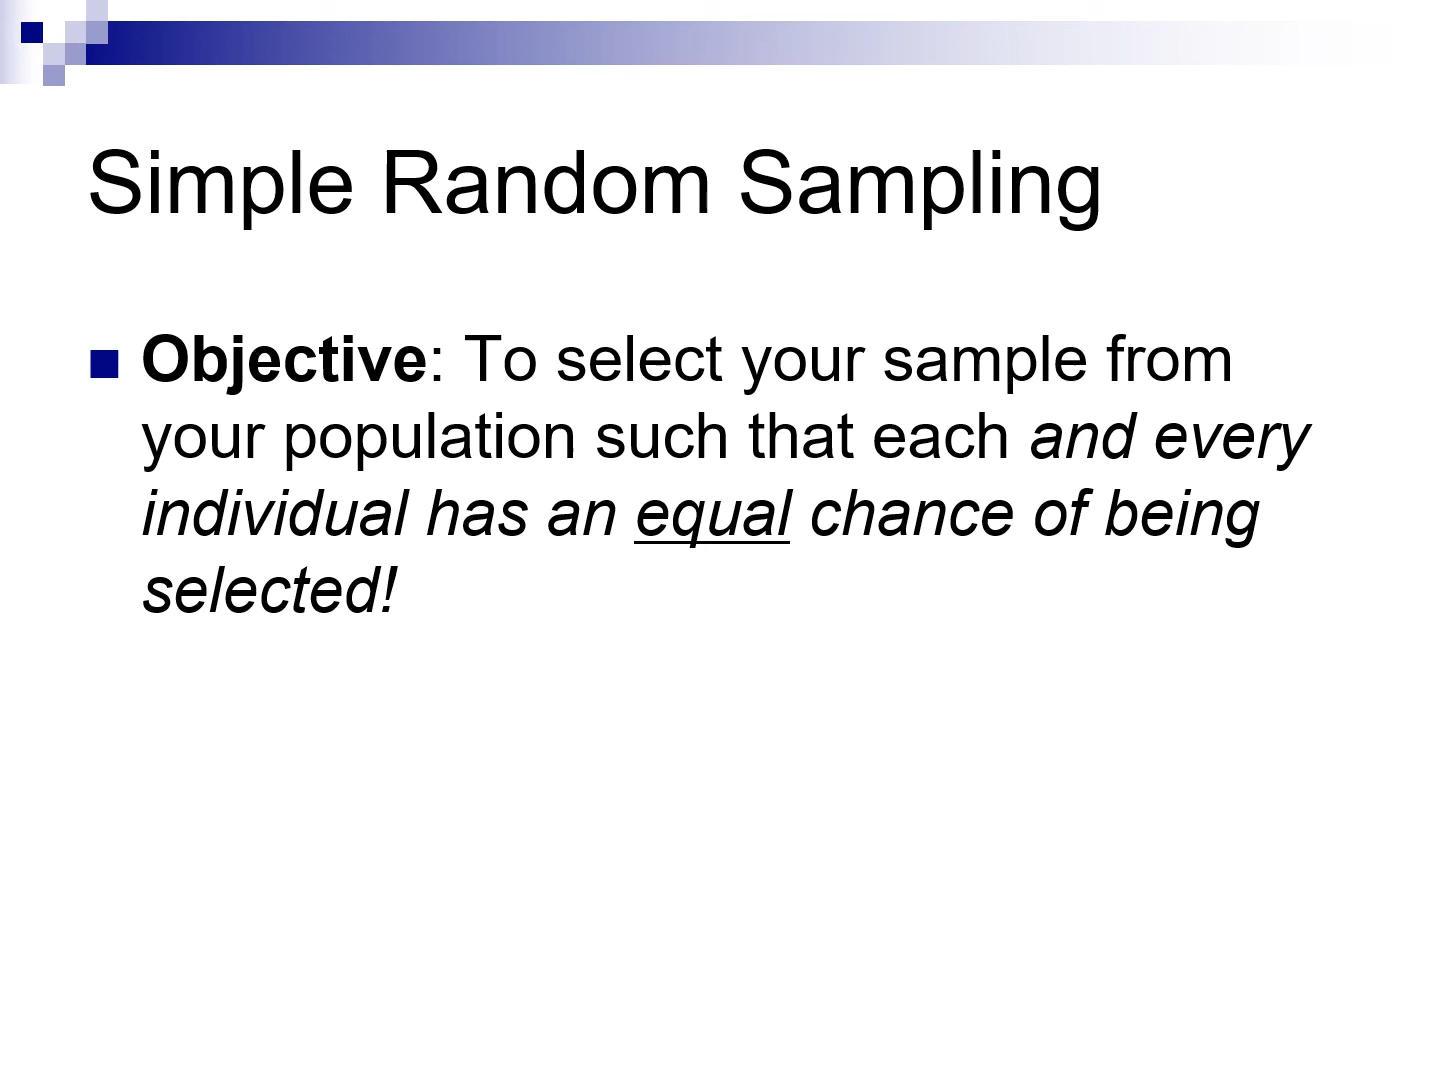 Simple Random Sampling
Objective: To select your sample from
your population such that each and every
individual has an equal chance of being
selected!